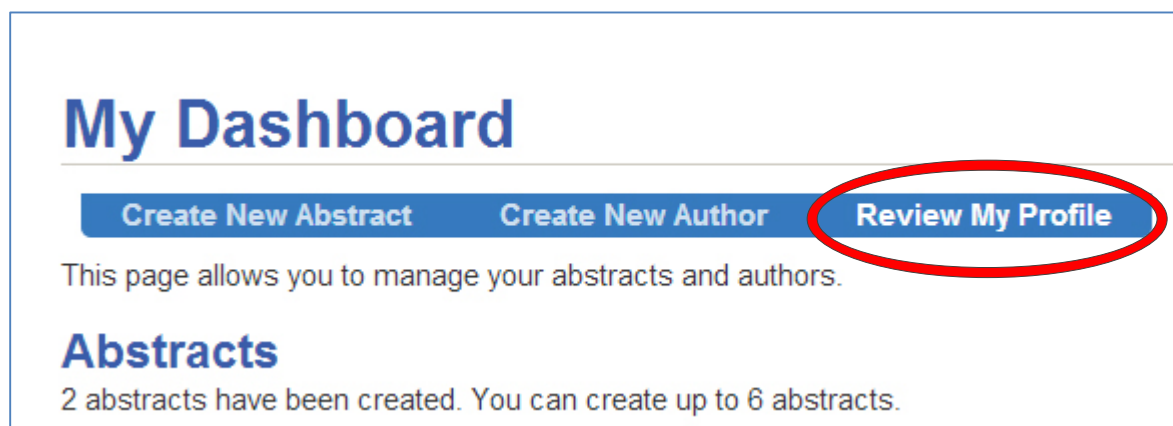 My Dashboard
Create New Abstract Create New Author Review My Profile
This page allows you to manage your abstracts and authors.
Abstracts
2 abstracts have been created. You can create up to 6 abstracts.